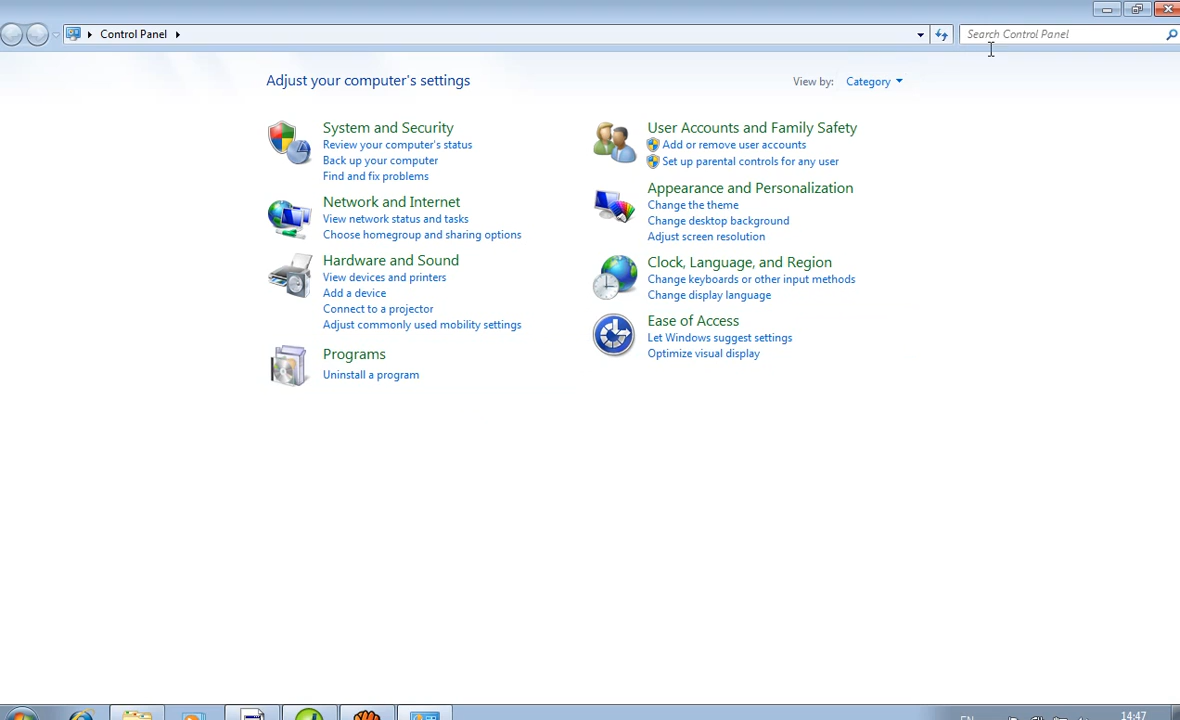 Control Panel
Search Control Panel
Adjust your computer's settings
View by: Category
System and Security
Review your computer's status
Back up your computer
Find and fix problems
Network and Internet
View network status and tasks
Choose homegroup and sharing options
Hardware and Sound
View devices and printers
Add a device
Connect to a projector
Adjust commonly used mobility settings
Programs
Uninstall a program
User Accounts and Family Safety
Add or remove user accounts
Set up parental controls for any user
Appearance and Personalization
Change the theme
Change desktop background
Adjust screen resolution
Clock, Language, and Region
Change keyboards or other input methods
Change display language
Ease of Access
Let Windows suggest settings
Optimize visual display
EN
14:47